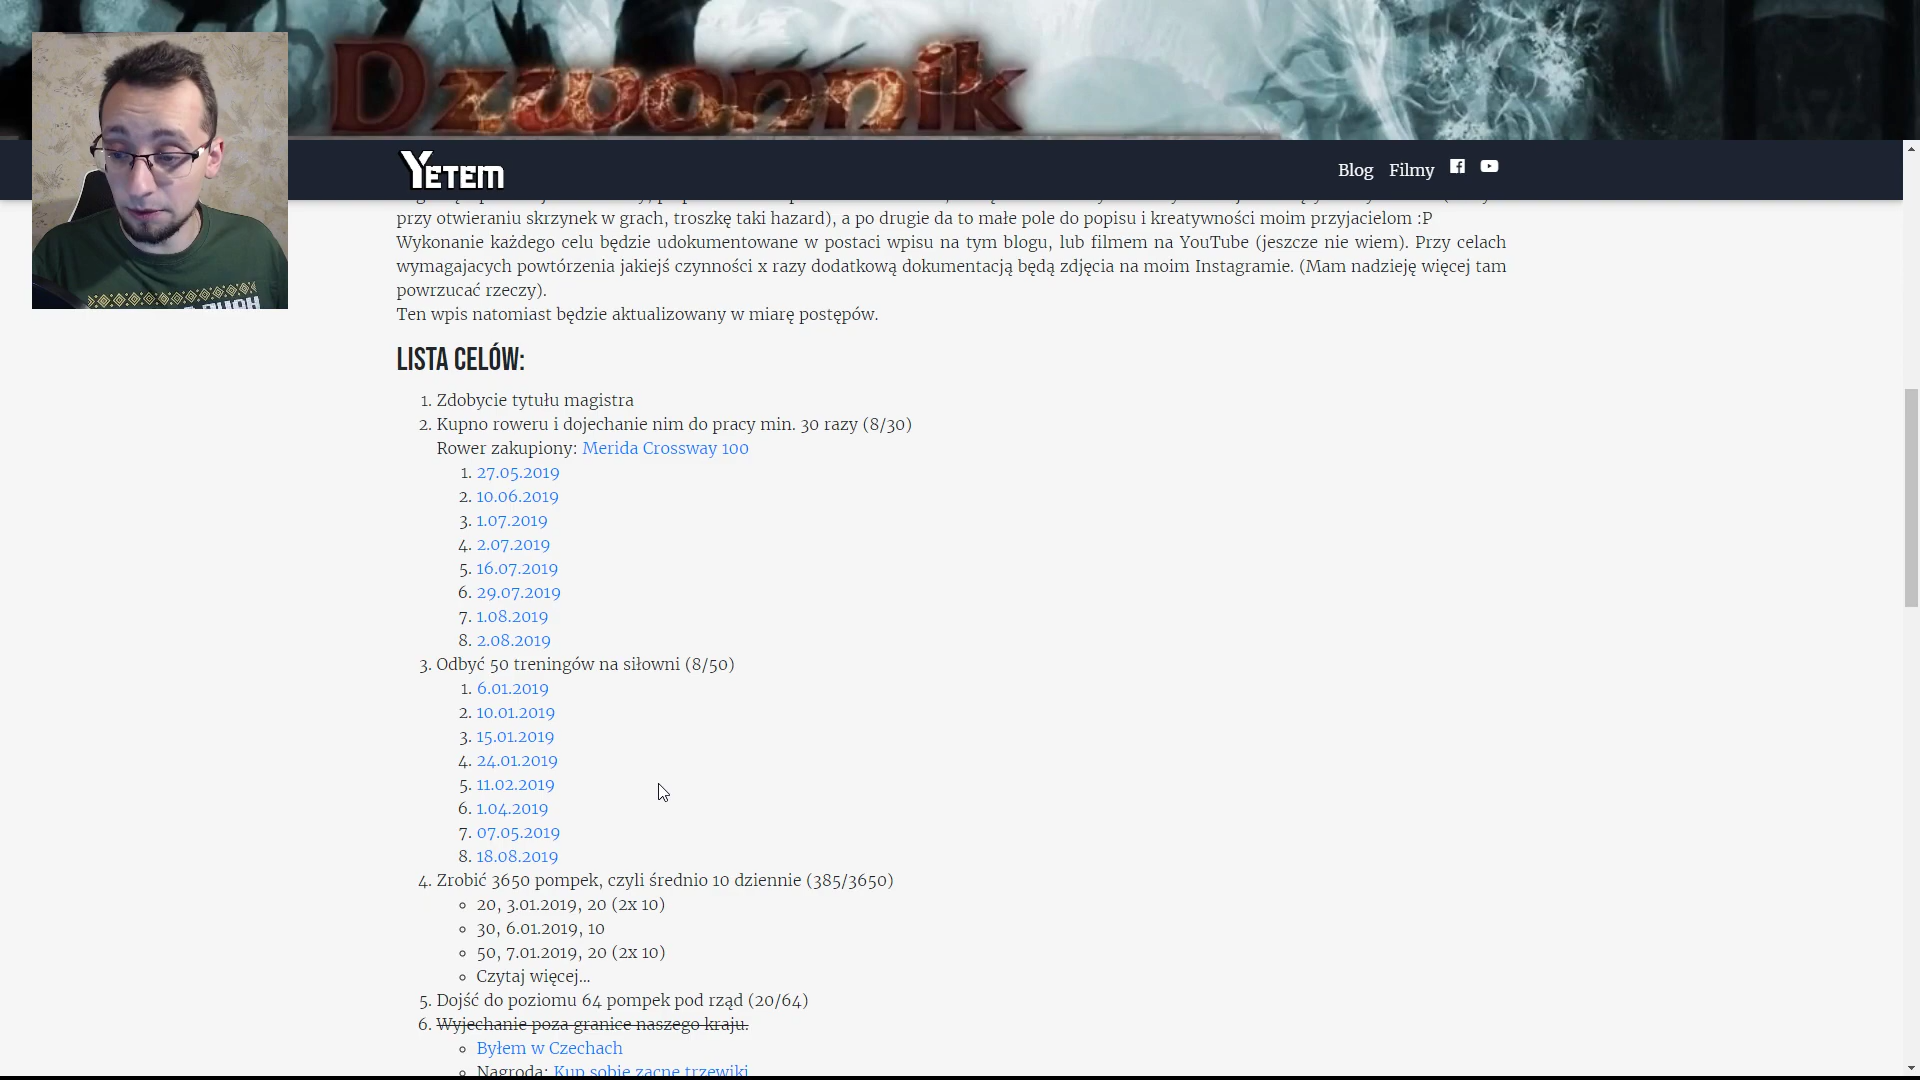 Dzwonnik
YETEM
Blog Filmy
przy otwieraniu skrzynek w grach, troszkę taki hazard), a po drugie da to małe pole do popisu i kreatywności moim przyjacielom :P
Wykonanie każdego celu będzie udokumentowane w postaci wpisu na tym blogu, lub filmem na YouTube (jeszcze nie wiem). Przy celach
wymagajacych powtórzenia jakiejś czynności x razy dodatkową dokumentacją będą zdjęcia na moim Instagramie. (Mam nadzieję więcej tam
powrzucać rzeczy).
Ten wpis natomiast będzie aktualizowany w miarę postępów.
LISTA CELÓW:
1. Zdobycie tytułu magistra
2. Kupno roweru i dojechanie nim do pracy min. 30 razy (8/30)
Rower zakupiony: Merida Crossway 100
1. 27.05.2019
2. 10.06.2019
3. 1.07.2019
4. 2.07.2019
5. 16.07.2019
6. 29.07.2019
7. 1.08.2019
8. 2.08.2019
3. Odbyć 50 treningów na siłowni (8/50)
1. 6.01.2019
2. 10.01.2019
3. 15.01.2019
4. 24.01.2019
5. 11.02.2019
6. 1.04.2019
7. 07.05.2019
8. 18.08.2019
4. Zrobić 3650 pompek, czyli średnio 10 dziennie (385/3650)
20, 3.01.2019, 20 (2x 10)
30, 6.01.2019, 10
50, 7.01.2019, 20 (2x 10)
Czytaj więcej...
5. Dojść do poziomu 64 pompek pod rząd (20/64)
6. Wyjechanie poza granice naszego kraju.
Byłem w Czechach
Nagroda: Kup sobie zacne trzewiki